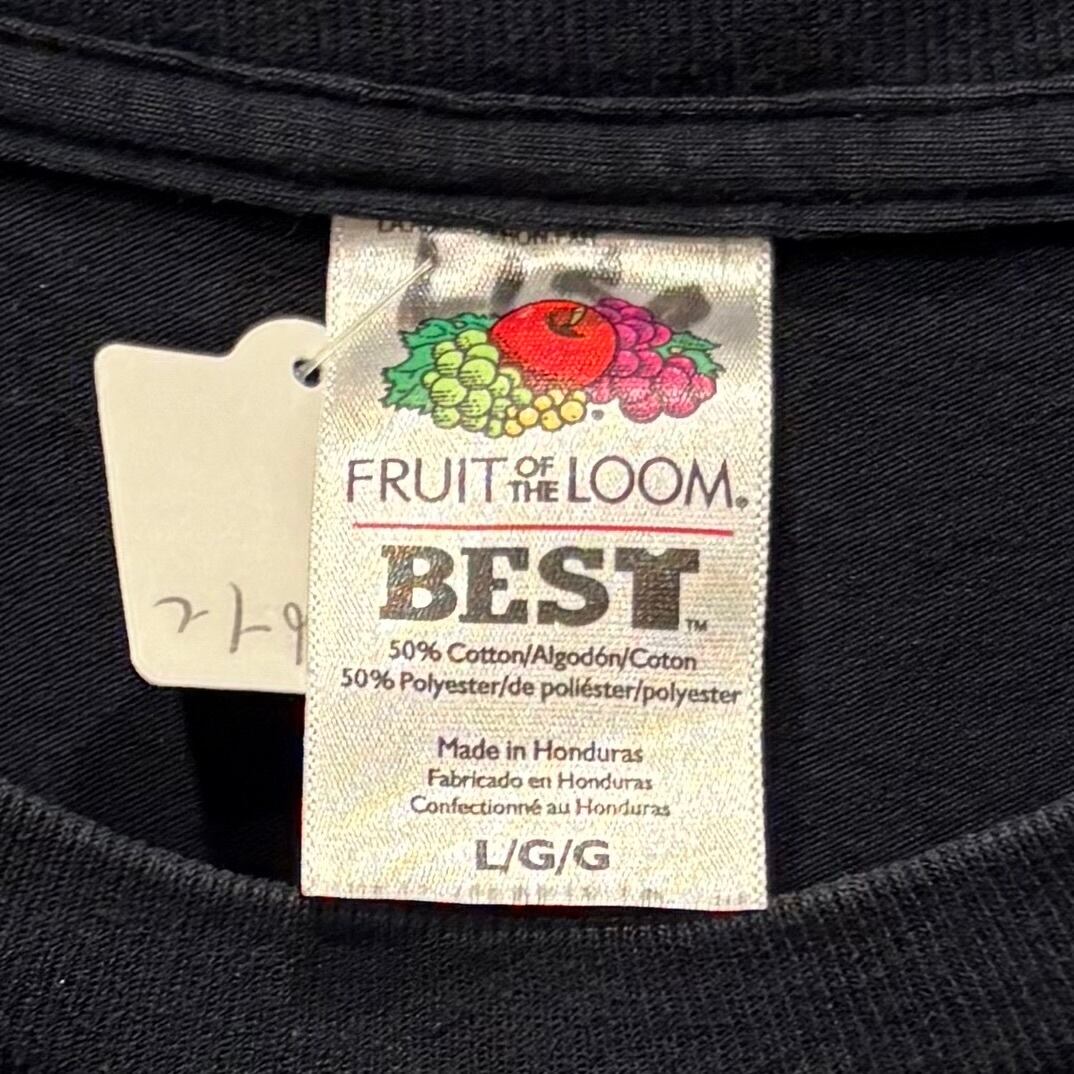 FRUIT OF THE LOOM®
BEST™
50% Cotton/Algodón/Coton
50% Polyester/de poliéster/polyester
Made in Honduras
Fabricado en Honduras
Confectionné au Honduras
L/G/G